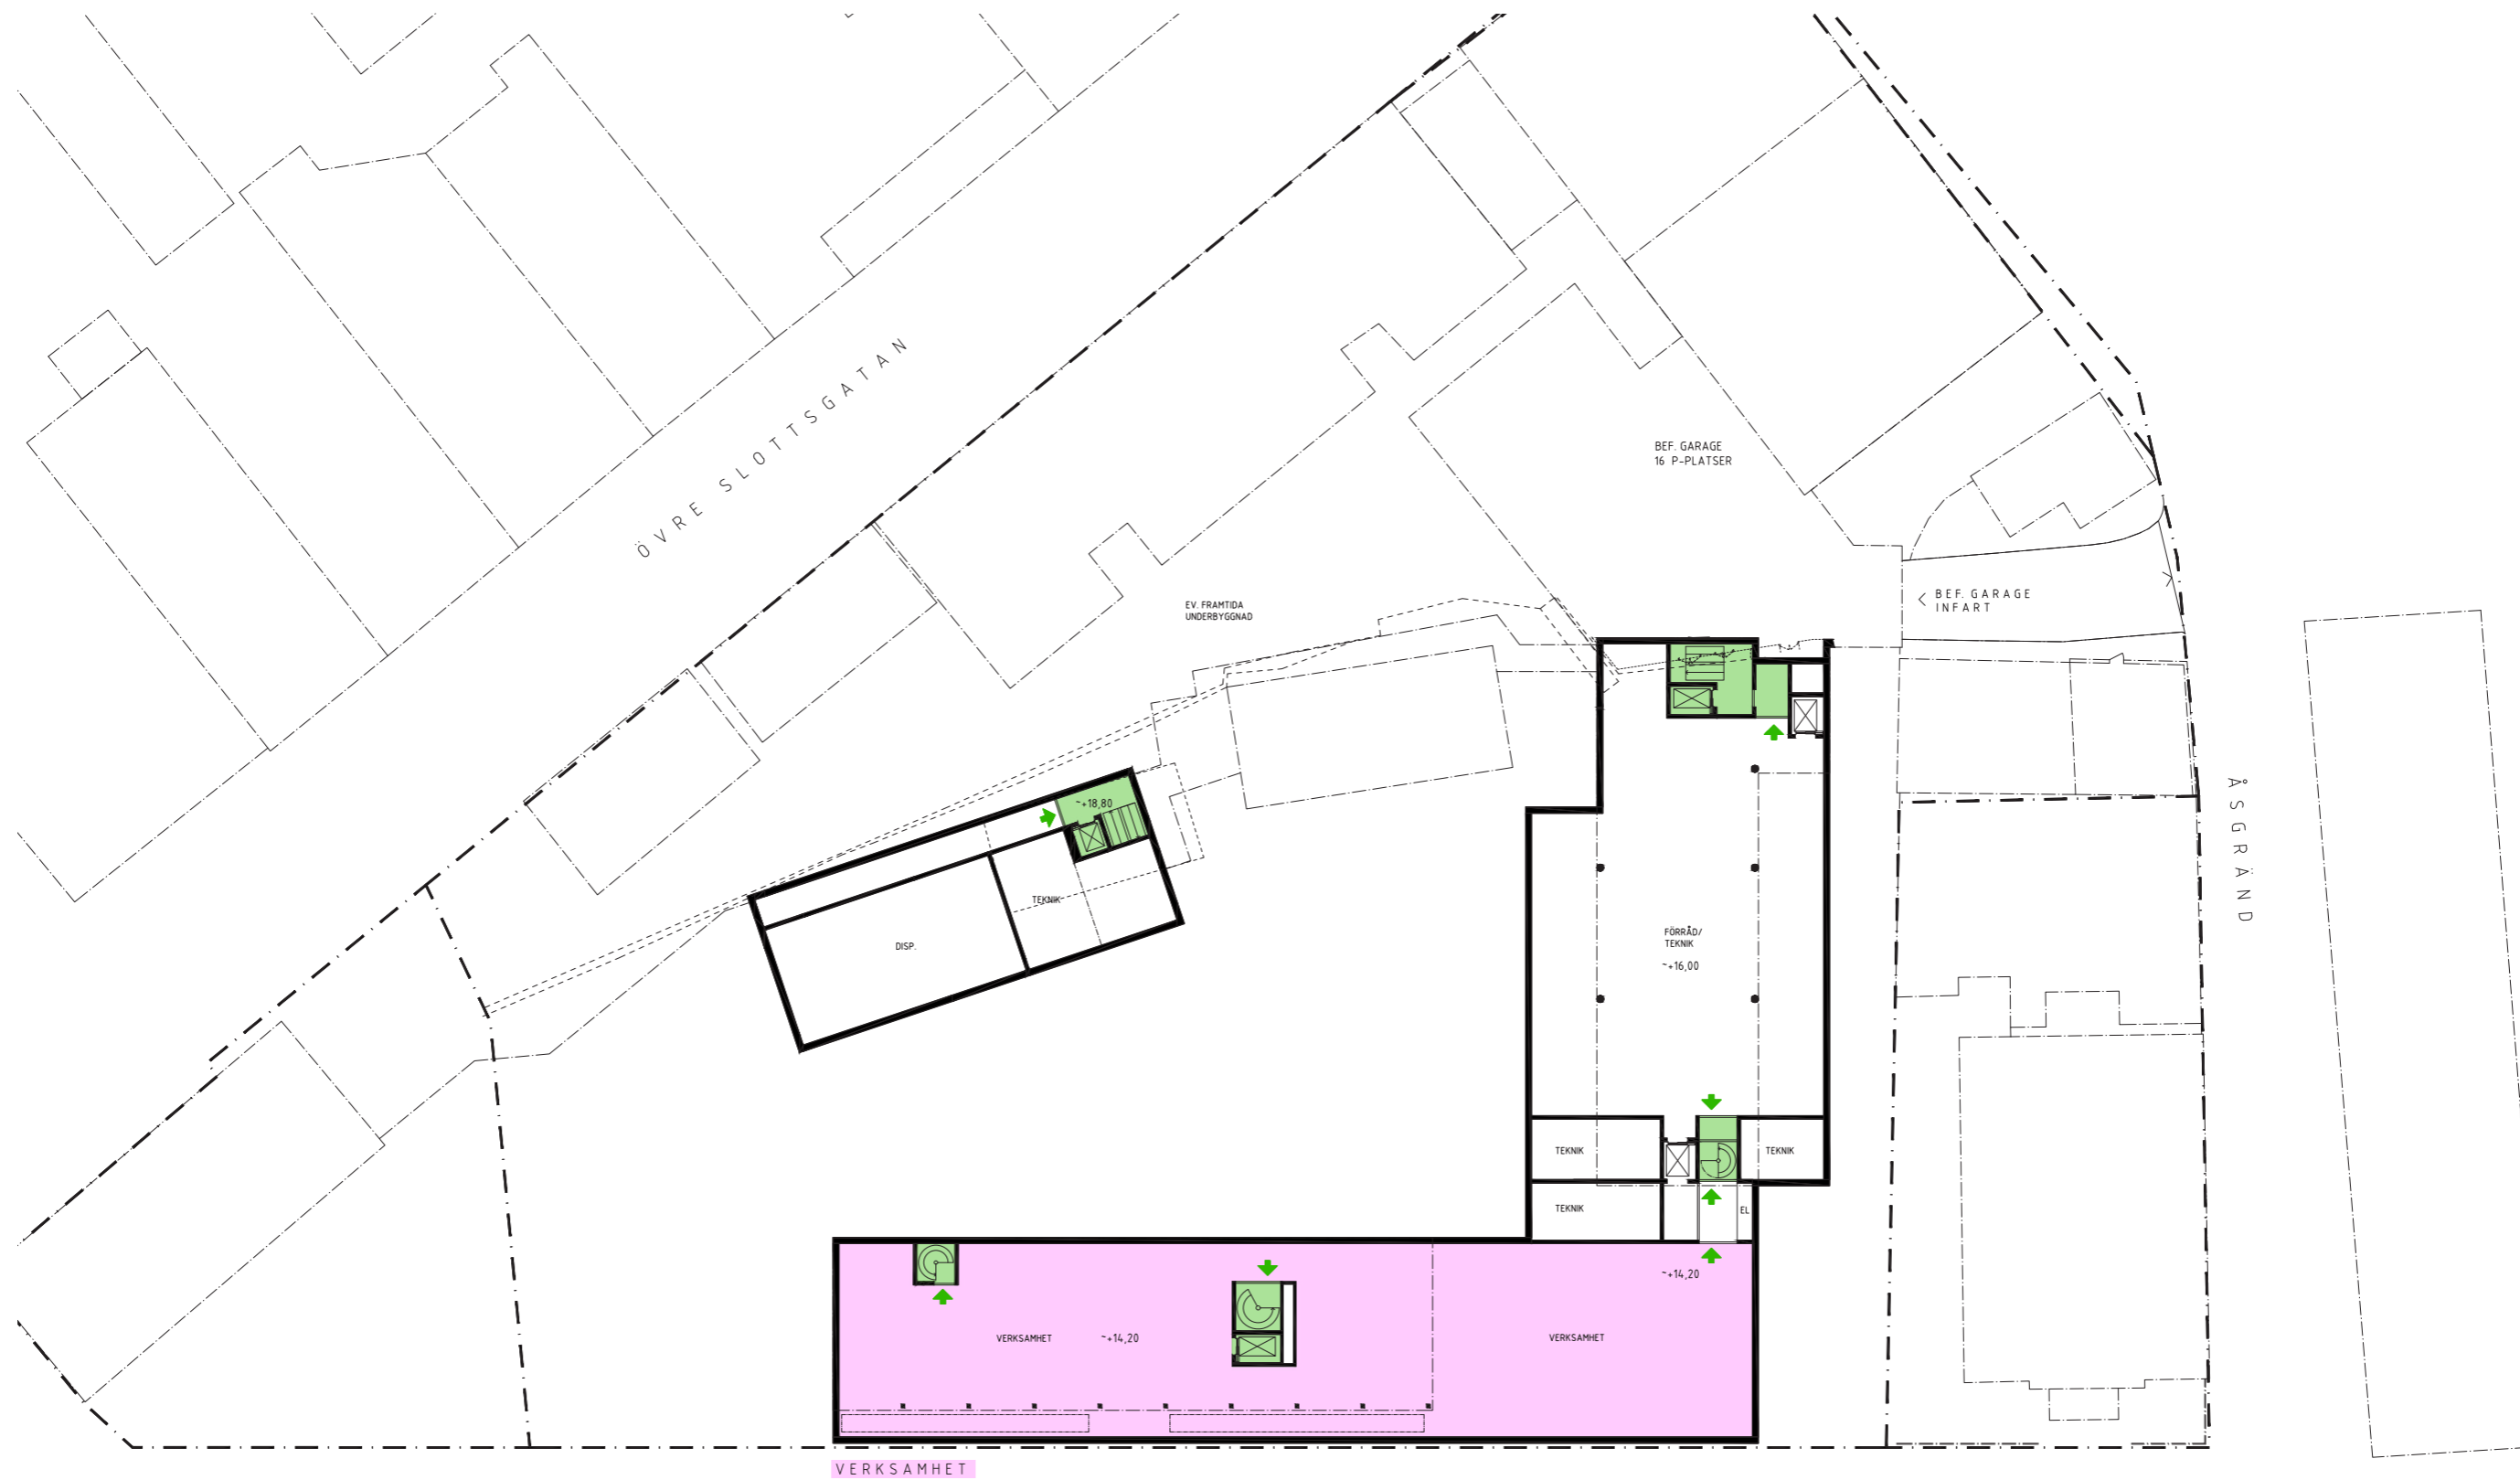 ÖVRE SLOTTSGATAN
BEF. GARAGE
16 P-PLATSER
BEF. GARAGE
INFART
EV. FRAMTIDA
UNDERBYGGNAD
~+18,80
TEKNIK
DISP.
FÖRRÅD/
TEKNIK
~+16,00
ÅSGRÄND
TEKNIK
TEKNIK
TEKNIK
EL
~+14,20
VERKSAMHET
~+14,20
VERKSAMHET
VERKSAMHET